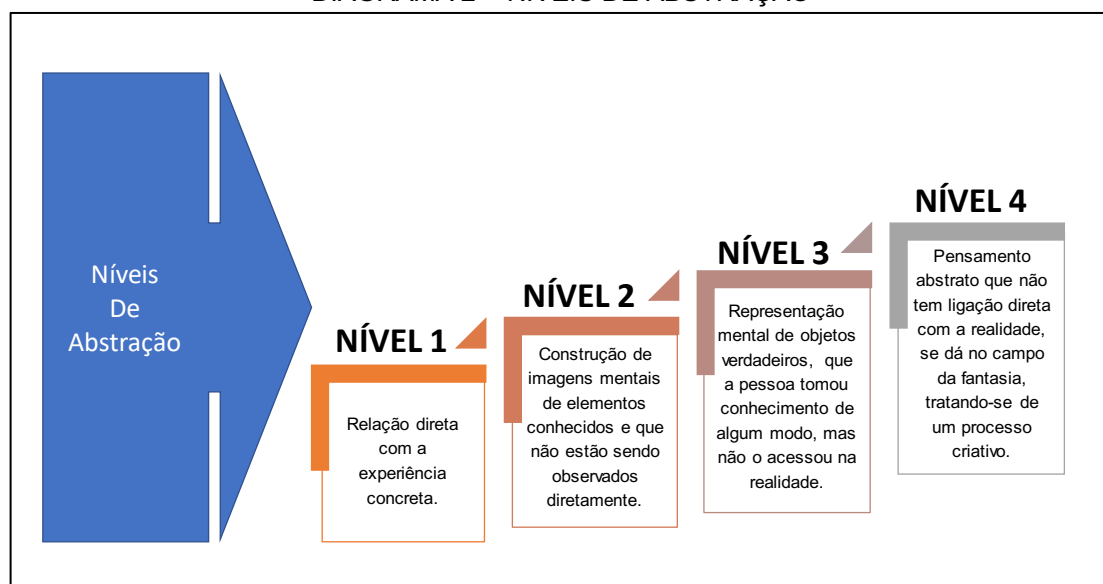 Níveis
De
Abstração
NÍVEL 1
Relação direta
com a
experiência
concreta.
NÍVEL 2
Construção de
imagens mentais
de elementos
conhecidos e que
não estão sendo
observados
diretamente.
NÍVEL 3
Representação
mental de objetos
verdadeiros, que
a pessoa tomou
conhecimento de
algum modo, mas
não o acessou na
realidade.
NÍVEL 4
Pensamento
abstrato que não
tem ligação direta
com a realidade,
se dá no campo
da fantasia,
tratando-se de
um processo
criativo.